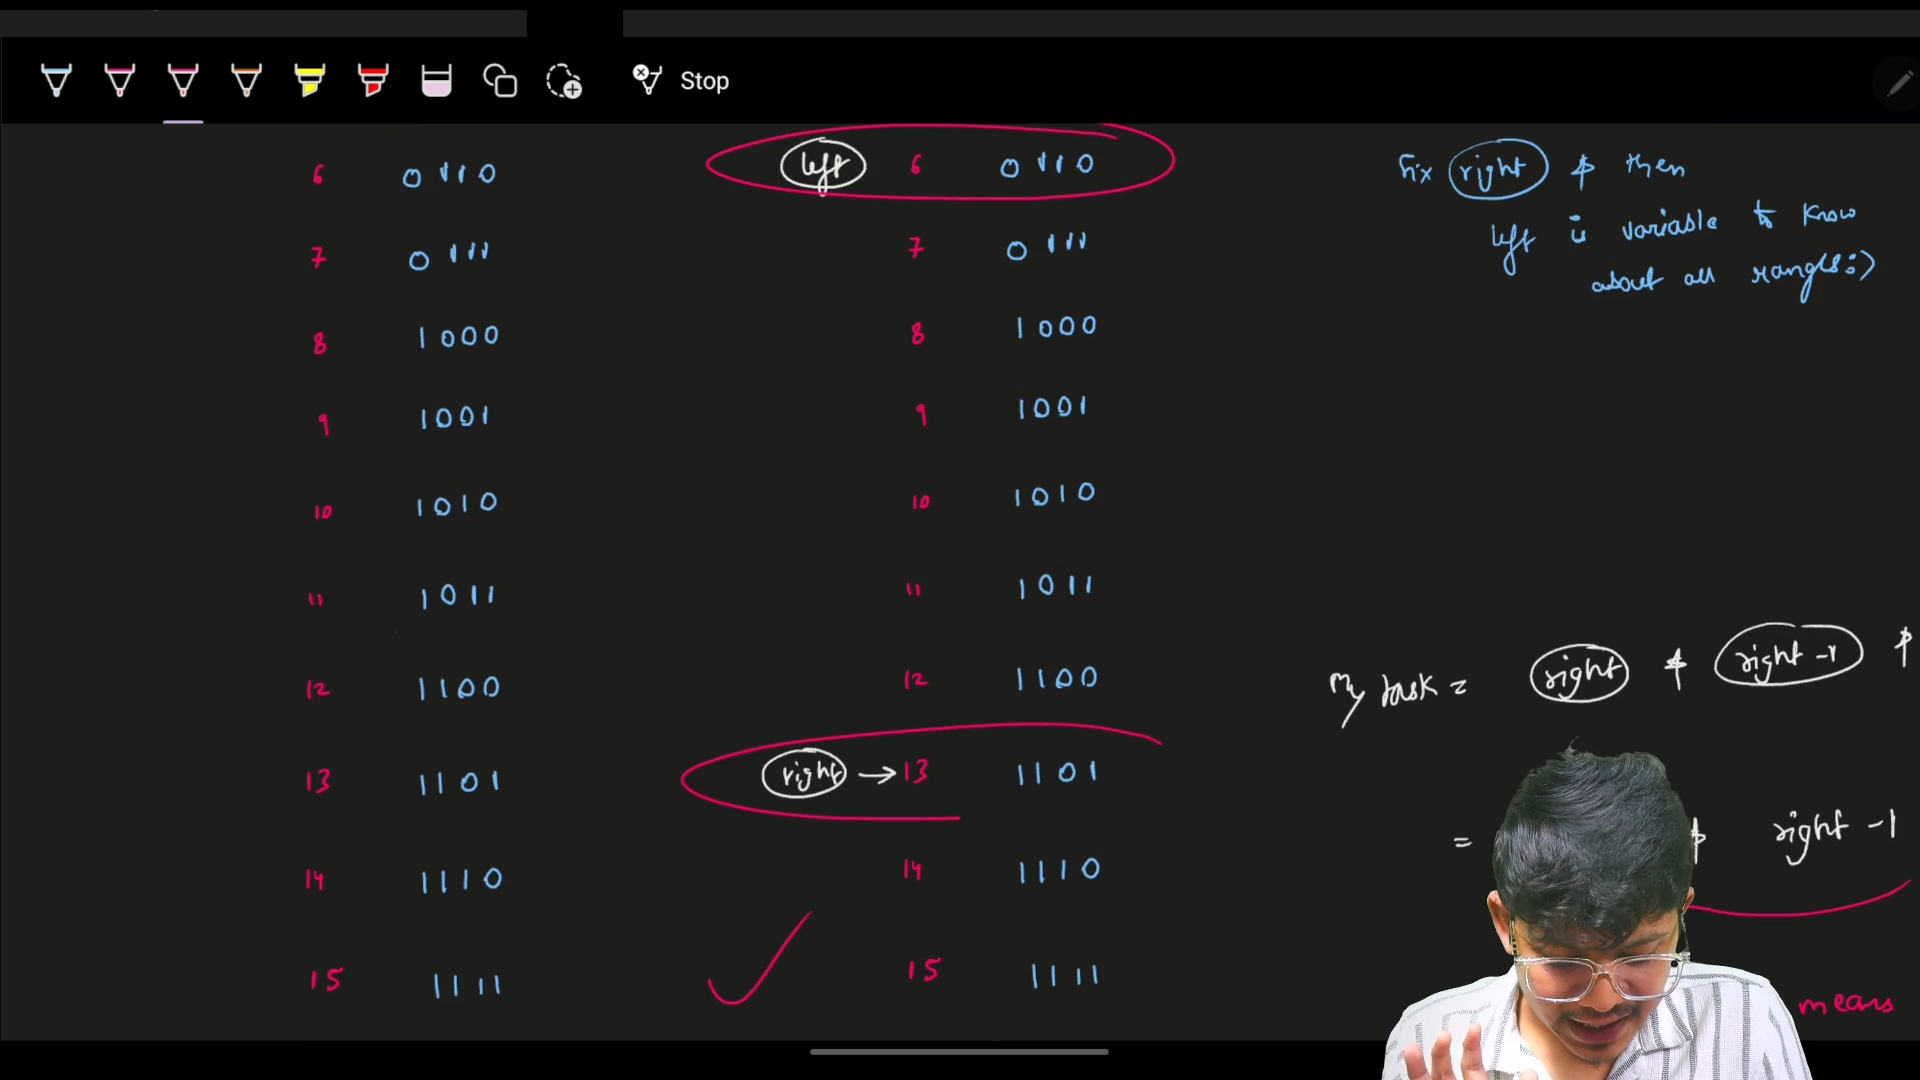 Stop
6 0110
7 0111
8 1000
9 1001
10 1010
11 1011
12 1100
13 1101
14 1110
15 1111
left 6 0110
7 0111
8 1000
9 1001
10 1010
11 1011
12 1100
right → 13 1101
14 1110
15 1111
fix right & then
left is variable to know
about all ranges:)
My task = right & right -1 &
= & right -1
means